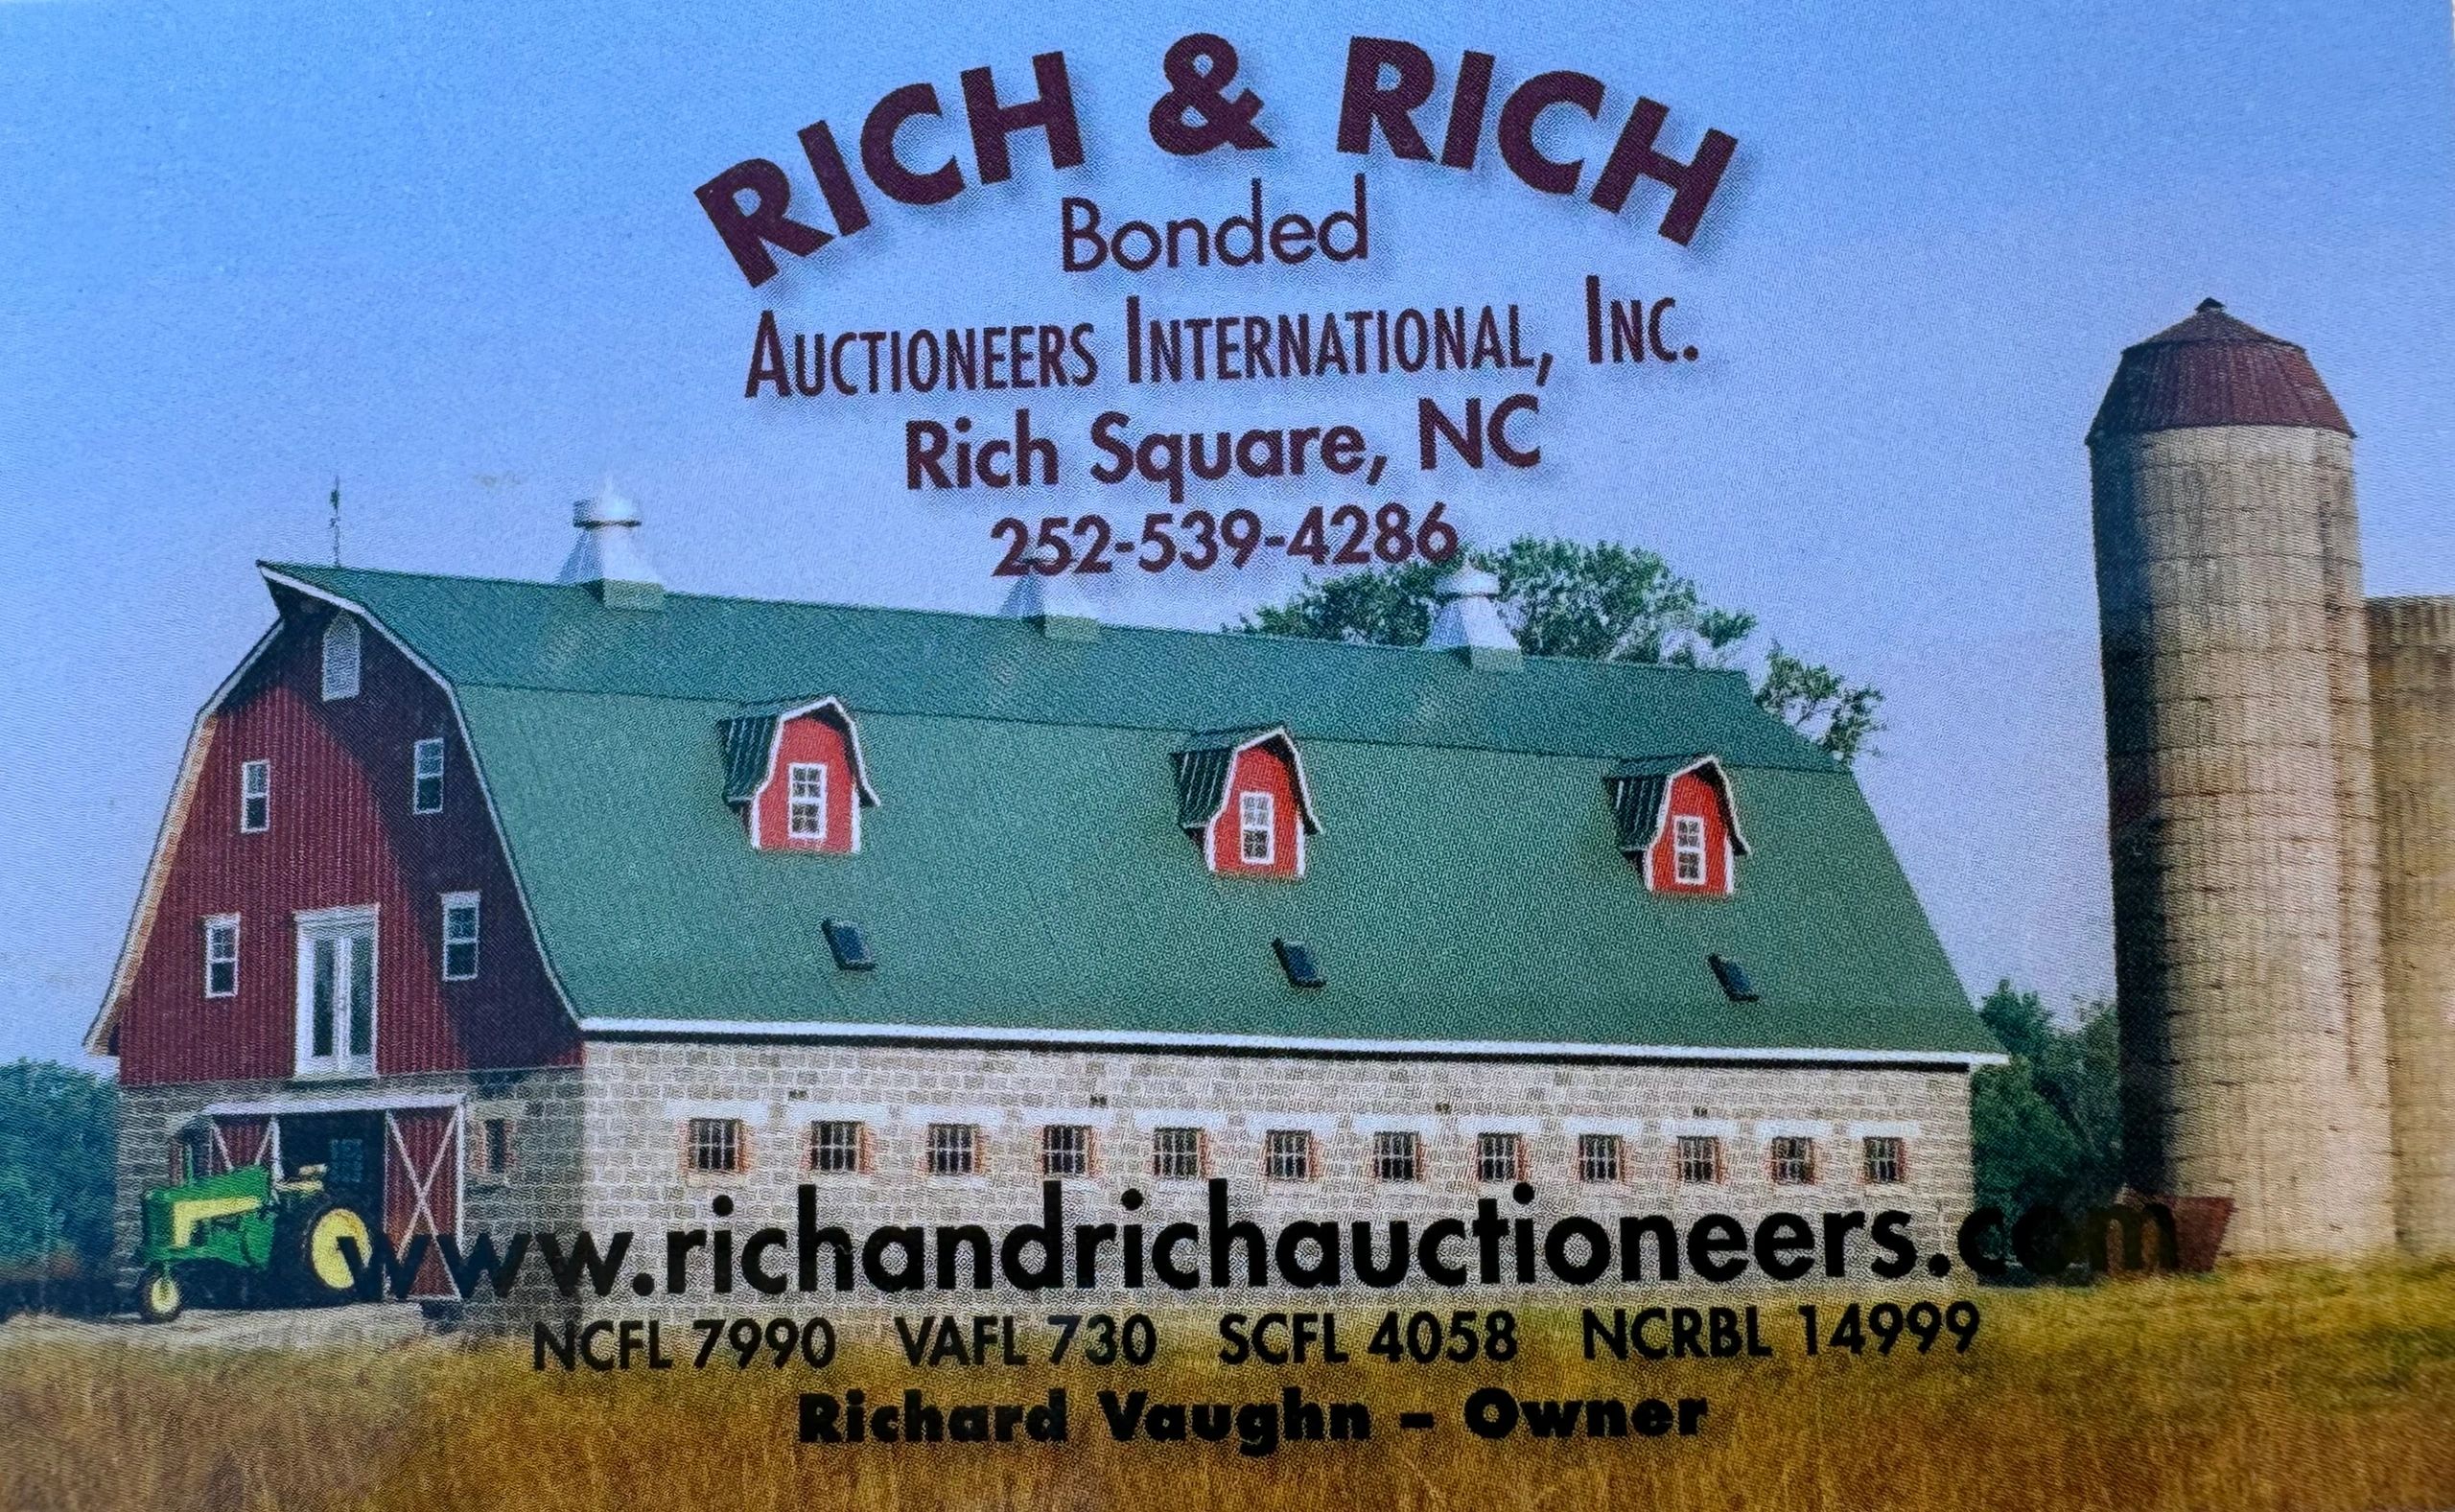 RICH & RICH
Bonded
AUCTIONEERS INTERNATIONAL, INC.
Rich Square, NC
252-539-4286
www.richandrichauctioneers.com
NCFL 7990 VAFL 730 SCFL 4058 NCRBL 14999
Richard Vaughn – Owner